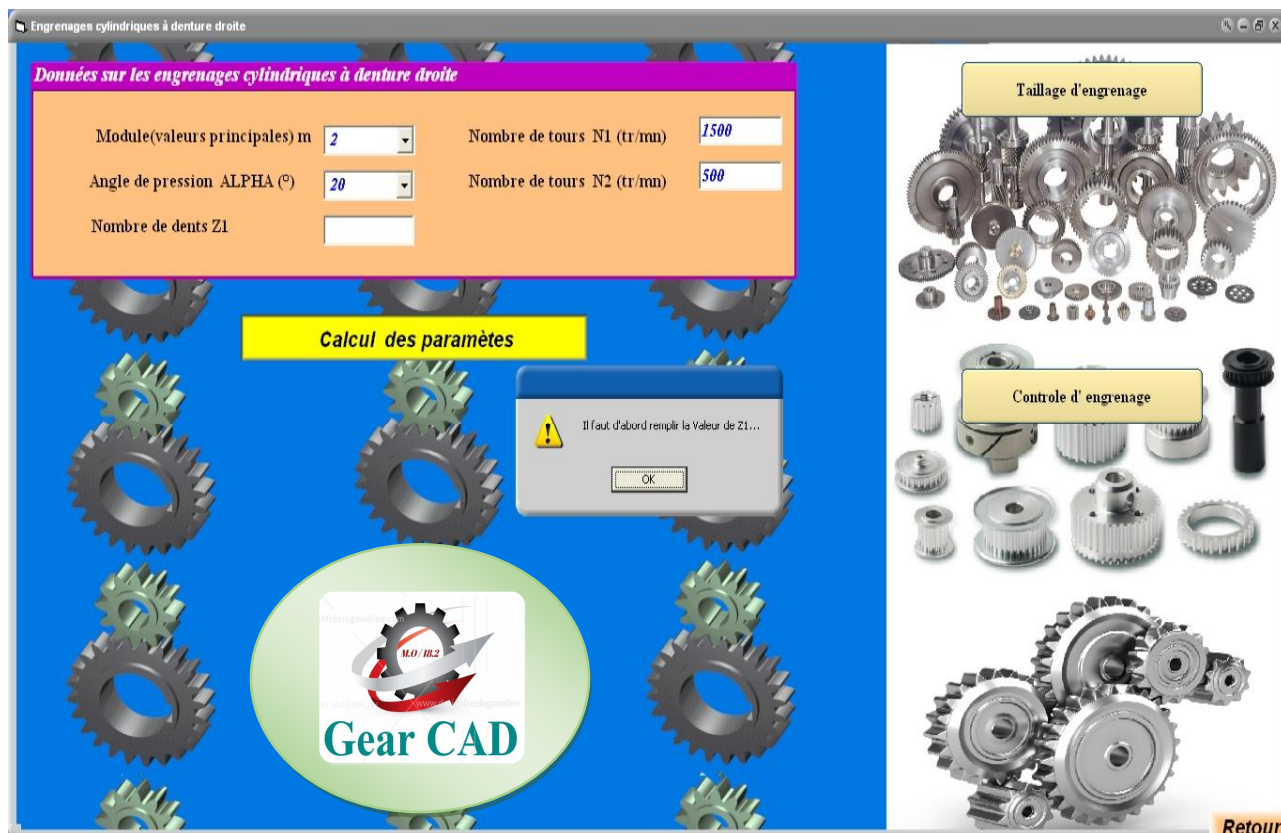 Engrenages cylindriques à denture droite
Données sur les engrenages cylindriques à denture droite
Module(valeurs principales) m
2
Nombre de tours N1 (tr/mn)
1500
Angle de pression ALPHA (°)
20
Nombre de tours N2 (tr/mn)
500
Nombre de dents Z1
Calcul des paramètes
Il faut d'abord remplir la Valeur de Z1...
OK
M.O / 18.2
Gear CAD
Taillage d'engrenage
Controle d' engrenage
Retour